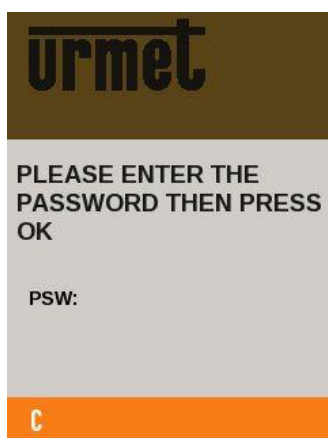 urmet
PLEASE ENTER THE
PASSWORD THEN PRESS
OK
PSW:
C